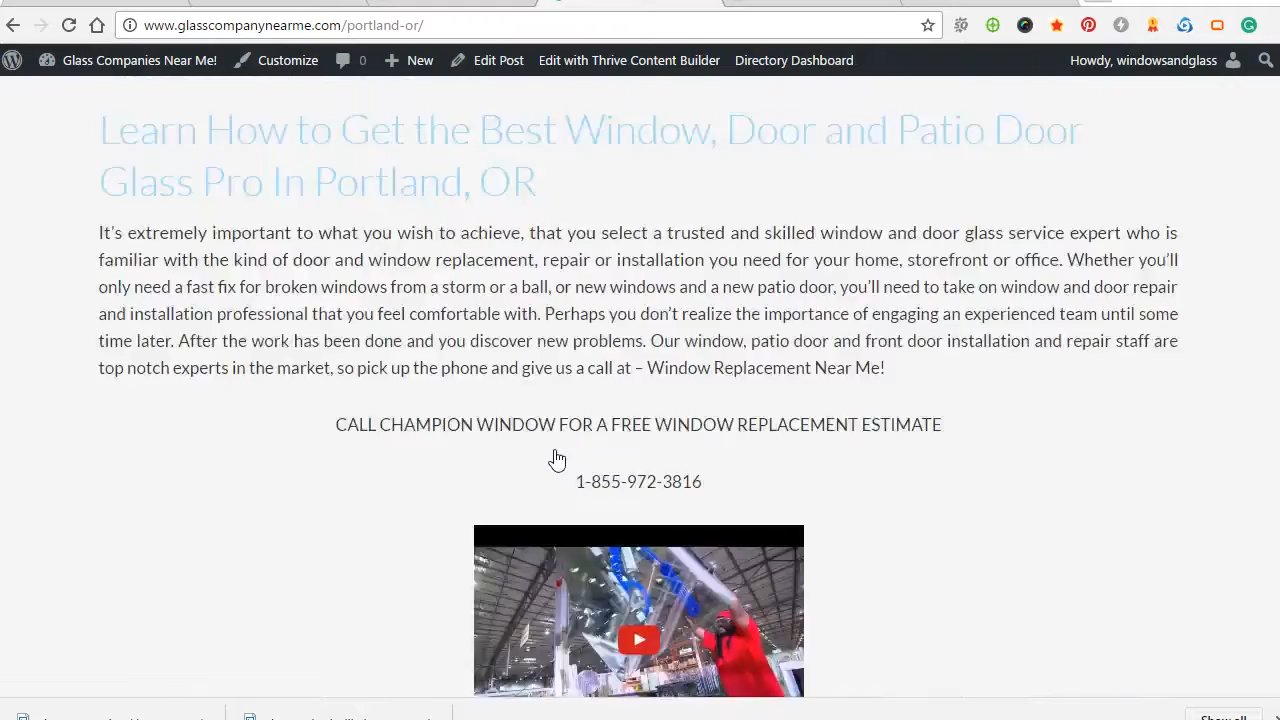 www.glasscompanynearme.com/portland-or/
Glass Companies Near Me! Customize 0 New Edit Post Edit with Thrive Content Builder Directory Dashboard Howdy, windowsandglass
Learn How to Get the Best Window, Door and Patio Door
Glass Pro In Portland, OR
It’s extremely important to what you wish to achieve, that you select a trusted and skilled window and door glass service expert who is
familiar with the kind of door and window replacement, repair or installation you need for your home, storefront or office. Whether you’ll
only need a fast fix for broken windows from a storm or a ball, or new windows and a new patio door, you’ll need to take on window and door repair
and installation professional that you feel comfortable with. Perhaps you don’t realize the importance of engaging an experienced team until some
time later. After the work has been done and you discover new problems. Our window, patio door and front door installation and repair staff are
top notch experts in the market, so pick up the phone and give us a call at – Window Replacement Near Me!
CALL CHAMPION WINDOW FOR A FREE WINDOW REPLACEMENT ESTIMATE
1-855-972-3816
Show all